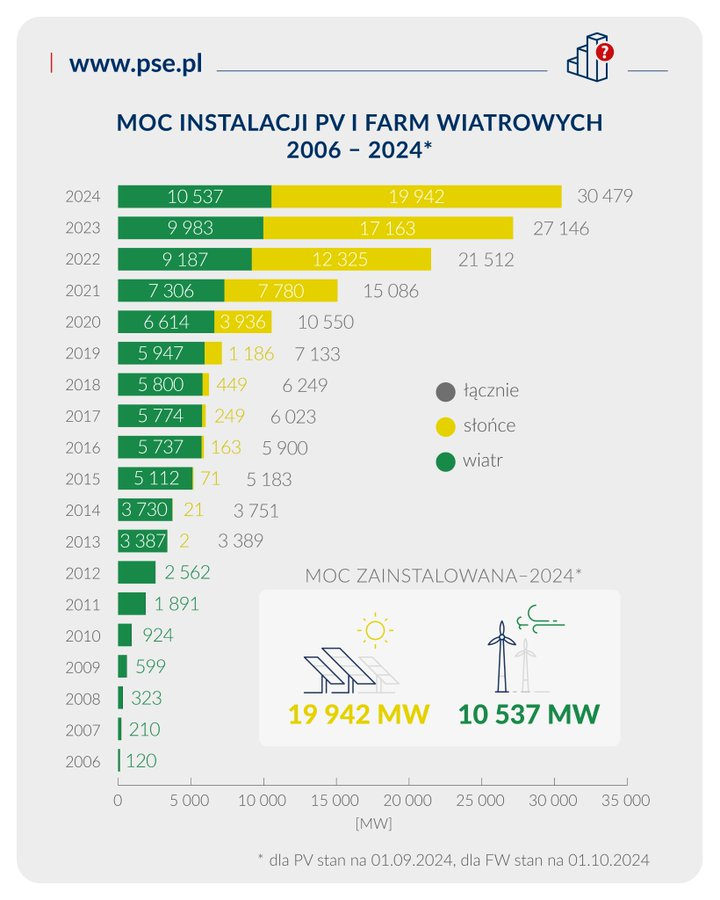 www.pse.pl
?
MOC INSTALACJI PV I FARM WIATROWYCH
2006 – 2024*
2024 10 537 19 942 30 479
2023 9 983 17 163 27 146
2022 9 187 12 325 21 512
2021 7 306 7 780 15 086
2020 6 614 3 936 10 550
2019 5 947 1 186 7 133
2018 5 800 449 6 249
2017 5 774 249 6 023
2016 5 737 163 5 900
2015 5 112 71 5 183
2014 3 730 21 3 751
2013 3 387 2 3 389
2012 2 562
2011 1 891
2010 924
2009 599
2008 323
2007 210
2006 120
łącznie
słońce
wiatr
MOC ZAINSTALOWANA–2024*
19 942 MW 10 537 MW
0 5 000 10 000 15 000 20 000 25 000 30 000 35 000
[MW]
* dla PV stan na 01.09.2024, dla FW stan na 01.10.2024